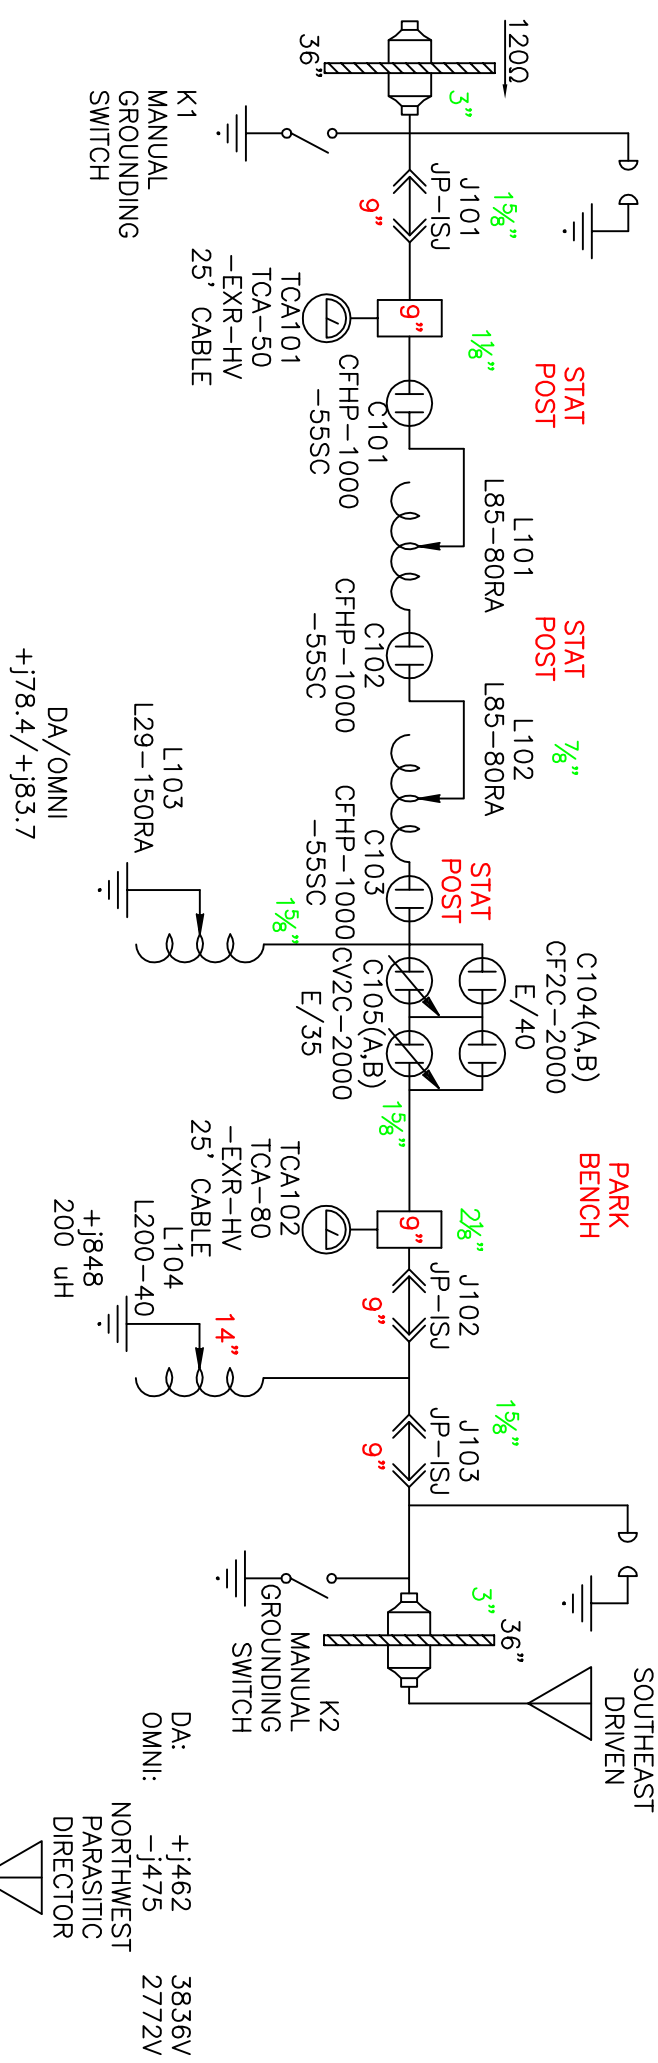 120Ω
36"
3"
K1
MANUAL
GROUNDING
SWITCH
1⅝"
J101
JP-ISJ
9"
1⅛"
9"
TCA101
TCA-50
-EXR-HV
25' CABLE
STAT
POST
C101
CFHP-1000
-55SC
L101
L85-80RA
STAT
POST
C102
CFHP-1000
-55SC
L102
L85-80RA
⅞"
STAT
POST
C103
CFHP-1000
-55SC
L103
L29-150RA
DA/OMNI
+j78.4/+j83.7
1⅝"
C104(A,B)
CF2C-2000
E/40
C105(A,B)
CV2C-2000
E/35
1⅝"
PARK
BENCH
2⅛"
9"
TCA102
TCA-80
-EXR-HV
25' CABLE
J102
JP-ISJ
9"
L104
L200-40
+j848
200 uH
14"
1⅝"
J103
JP-ISJ
9"
K2
MANUAL
GROUNDING
SWITCH
3"
36"
SOUTHEAST
DRIVEN
DA: +j462 3836V
OMNI: -j475 2772V
NORTHWEST
PARASITIC
DIRECTOR